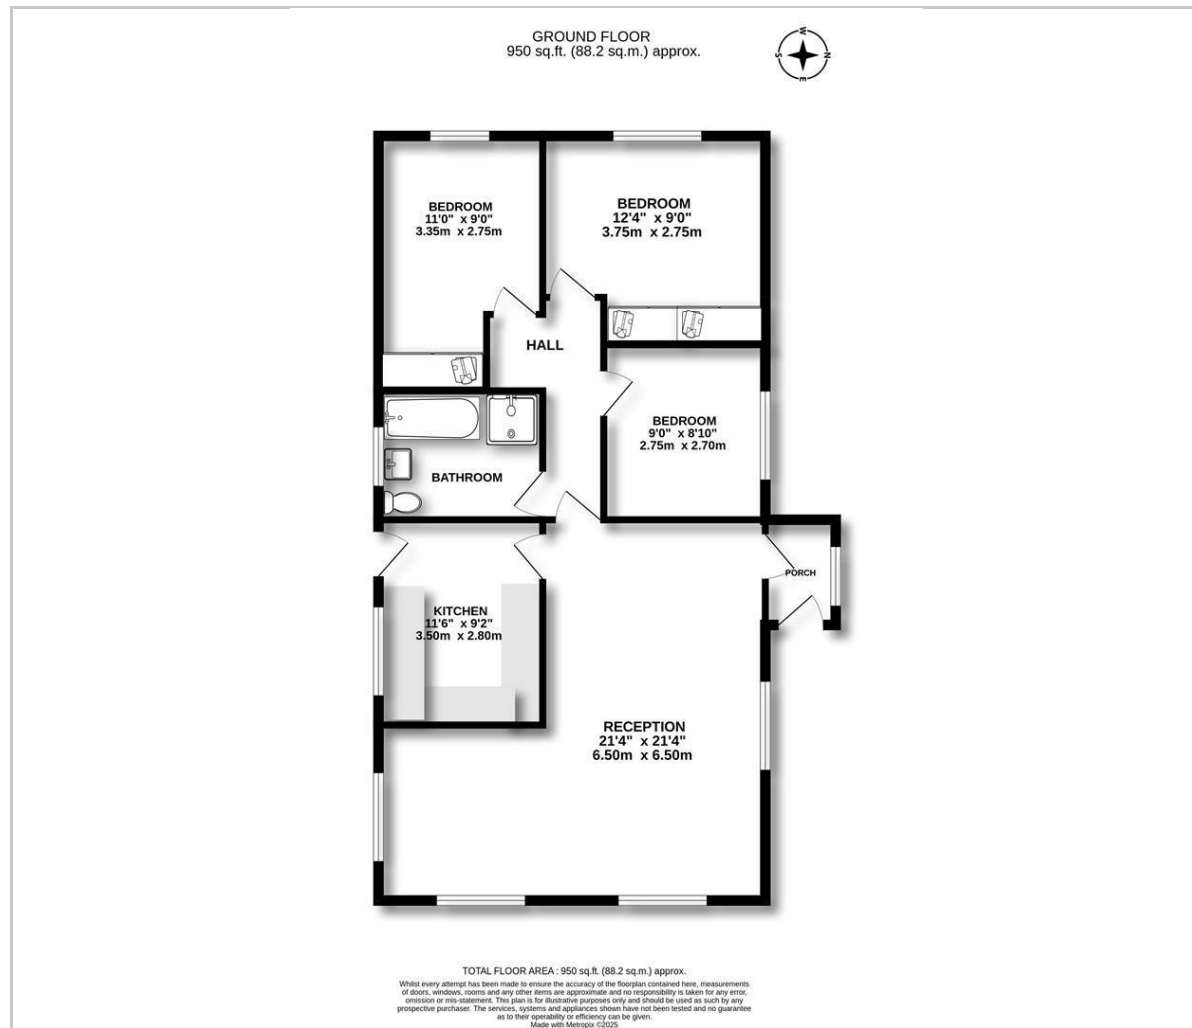 GROUND FLOOR
950 sq.ft. (88.2 sq.m.) approx.
W
N
S
E
BEDROOM
11'0" x 9'0"
3.35m x 2.75m
BEDROOM
12'4" x 9'0"
3.75m x 2.75m
HALL
BEDROOM
9'0" x 8'10"
2.75m x 2.70m
BATHROOM
PORCH
KITCHEN
11'6" x 9'2"
3.50m x 2.80m
RECEPTION
21'4" x 21'4"
6.50m x 6.50m
TOTAL FLOOR AREA : 950 sq.ft. (88.2 sq.m.) approx.
Whilst every attempt has been made to ensure the accuracy of the floorplan contained here, measurements
of doors, windows, rooms and any other items are approximate and no responsibility is taken for any error,
omission or mis-statement. This plan is for illustrative purposes only and should be used as such by any
prospective purchaser. The services, systems and appliances shown have not been tested and no guarantee
as to their operability or efficiency can be given.
Made with Metropix ©2025